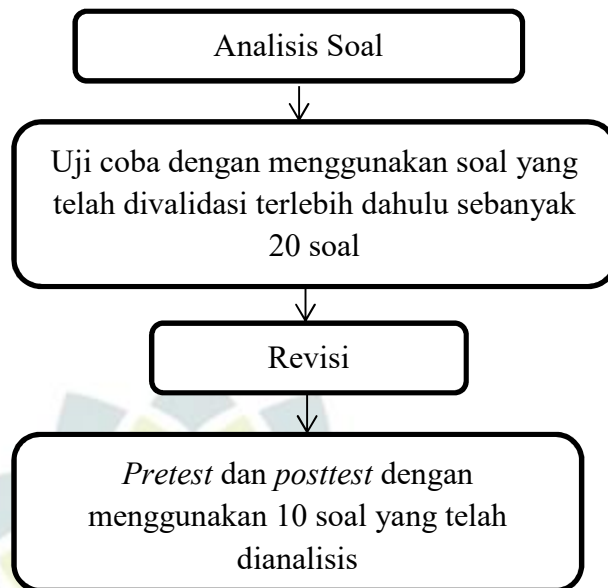 Analisis Soal
Uji coba dengan menggunakan soal yang
telah divalidasi terlebih dahulu sebanyak
20 soal
Revisi
Pretest dan posttest dengan
menggunakan 10 soal yang telah
dianalisis